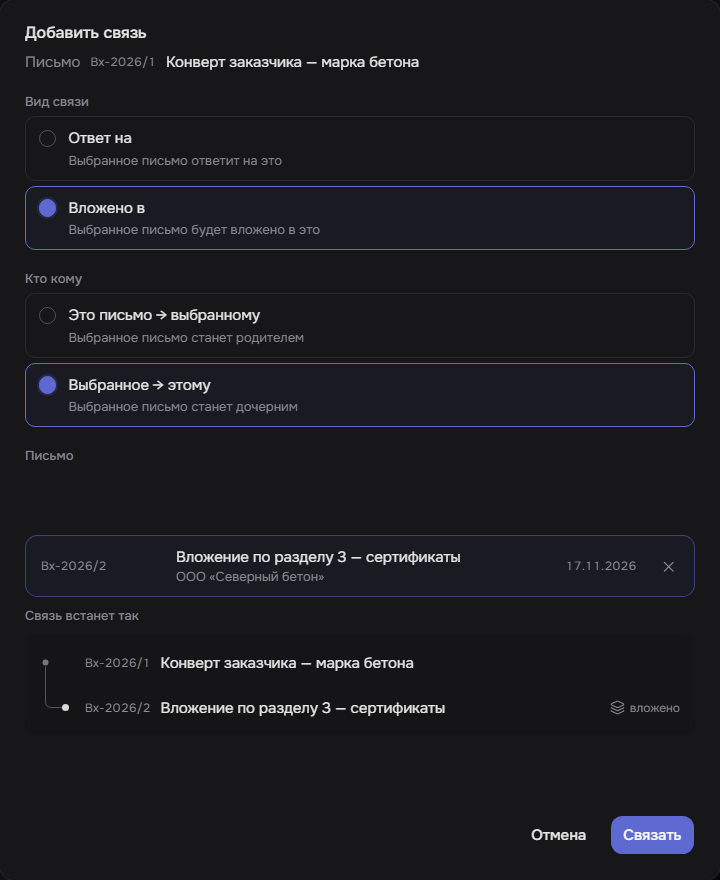 Добавить связь
Письмо Вх-2026/1 Конверт заказчика — марка бетона
Вид связи
Ответ на
Выбранное письмо ответит на это
Вложено в
Выбранное письмо будет вложено в это
Кто кому
Это письмо → выбранному
Выбранное письмо станет родителем
Выбранное → этому
Выбранное письмо станет дочерним
Письмо
Вх-2026/2 Вложение по разделу 3 — сертификаты 17.11.2026
ООО «Северный бетон»
Связь встанет так
Вх-2026/1 Конверт заказчика — марка бетона
Вх-2026/2 Вложение по разделу 3 — сертификаты вложено
Отмена Связать